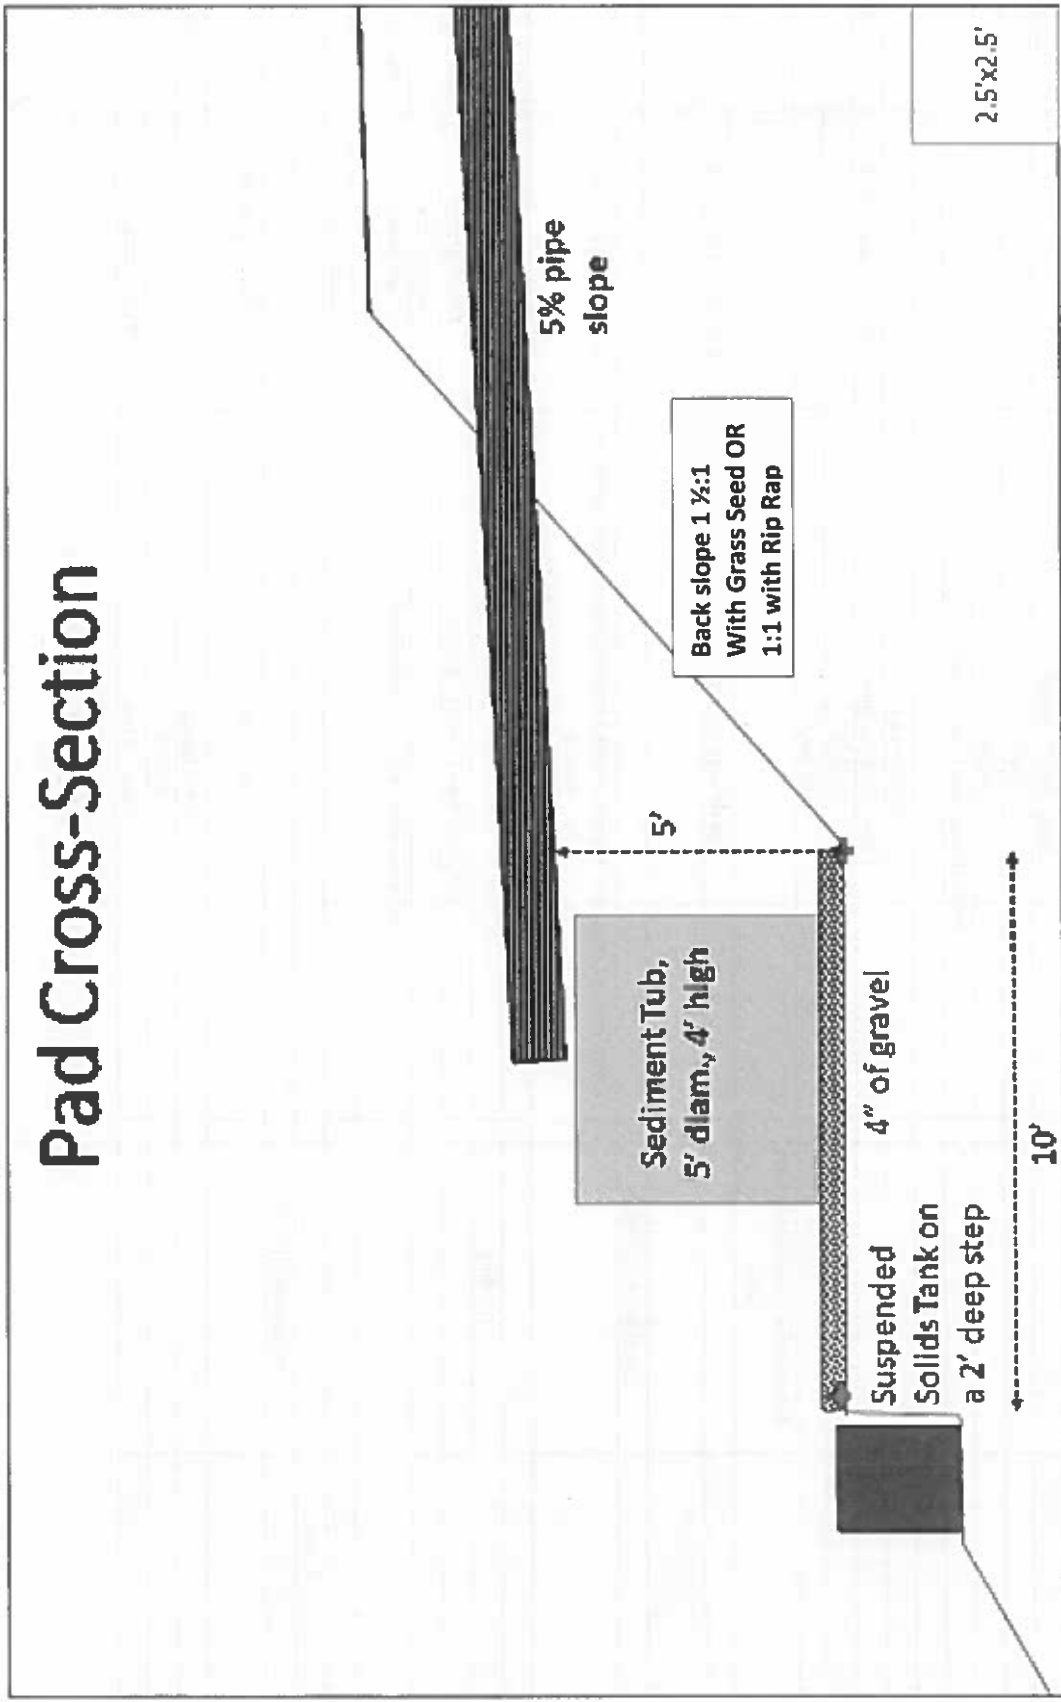 Pad Cross-Section
5% pipe
slope
Back slope 1 ½:1
With Grass Seed OR
1:1 with Rip Rap
5'
Sediment Tub,
5' diam., 4' high
4" of gravel
Suspended
Solids Tank on
a 2' deep step
10'
2.5'x2.5'